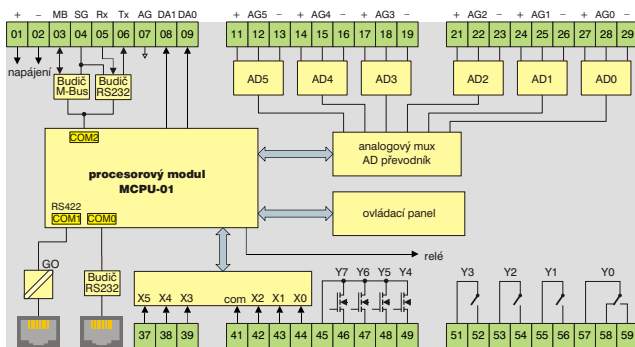 + − MB SG Rx Tx AG DA1 DA0 + AG5 − + AG4 − + AG3 − + AG2 − + AG1 − + AG0 −
01 02 03 04 05 06 07 08 09 11 12 13 14 15 16 17 18 19 21 22 23 24 25 26 27 28 29
napájení
Budič
M-Bus
Budič
RS232
AD5 AD4 AD3 AD2 AD1 AD0
COM2
analogový mux
AD převodník
procesorový modul
MCPU-01
RS422
COM1 COM0
ovládací panel
relé
GO
Budič
RS232
Y7 Y6 Y5 Y4 Y3 Y2 Y1 Y0
X5 X4 X3 com X2 X1 X0
37 38 39 41 42 43 44 45 46 47 48 49 51 52 53 54 55 56 57 58 59